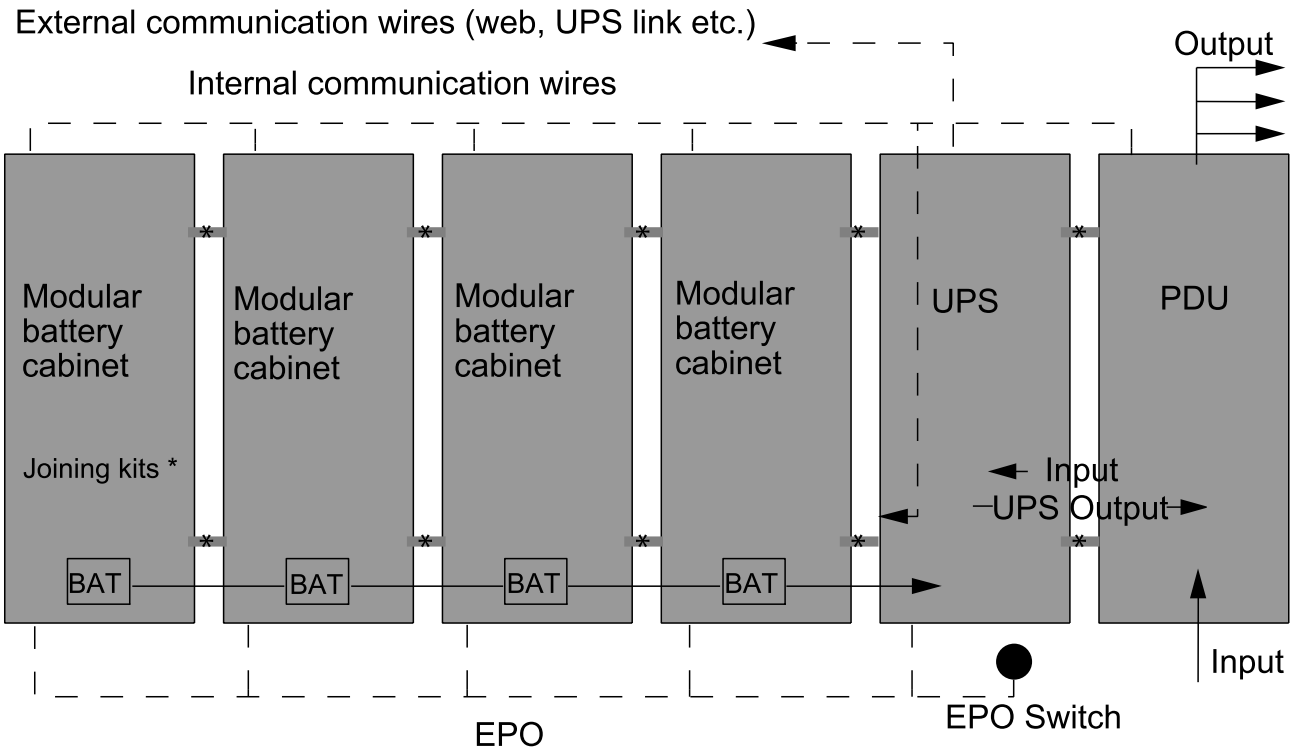 External communication wires (web, UPS link etc.)
Output
Internal communication wires
* * * * *
Modular
battery
cabinet
Modular
battery
cabinet
Modular
battery
cabinet
Modular
battery
cabinet
UPS
PDU
Joining kits *
Input
UPS Output
* * * * *
BAT
BAT
BAT
BAT
Input
EPO Switch
EPO